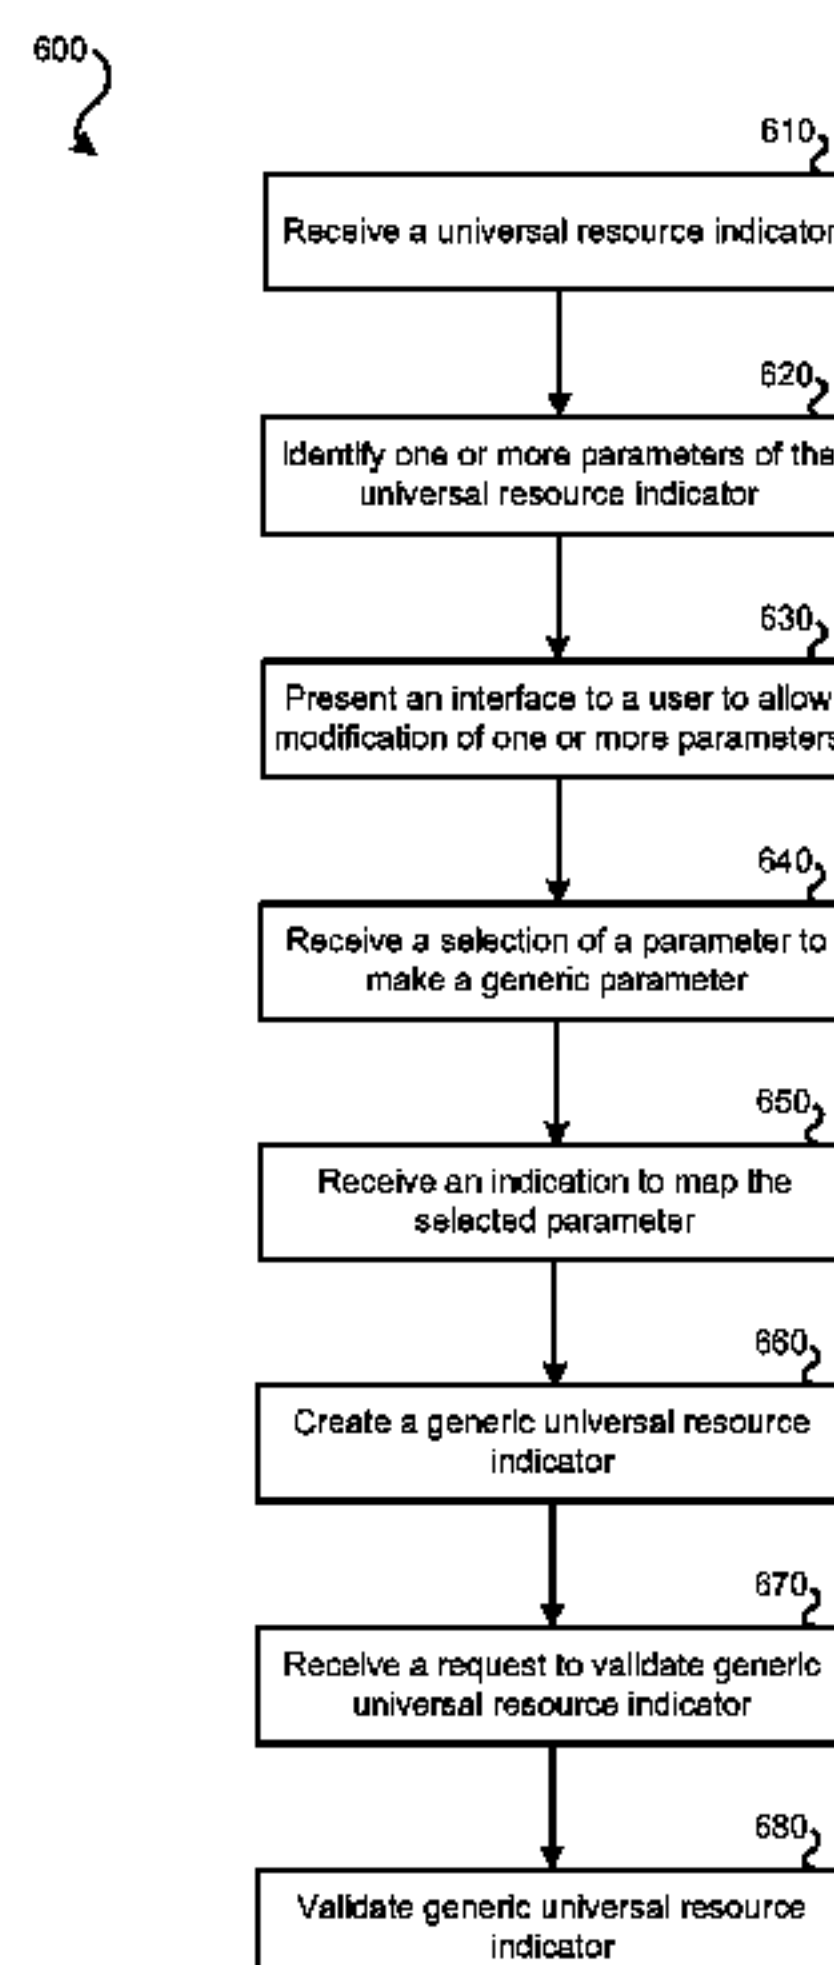 600
610
Receive a universal resource indicator
620
Identify one or more parameters of the
universal resource indicator
630
Present an interface to a user to allow
modification of one or more parameters
640
Receive a selection of a parameter to
make a generic parameter
650
Receive an indication to map the
selected parameter
660
Create a generic universal resource
indicator
670
Receive a request to validate generic
universal resource indicator
680
Validate generic universal resource
indicator